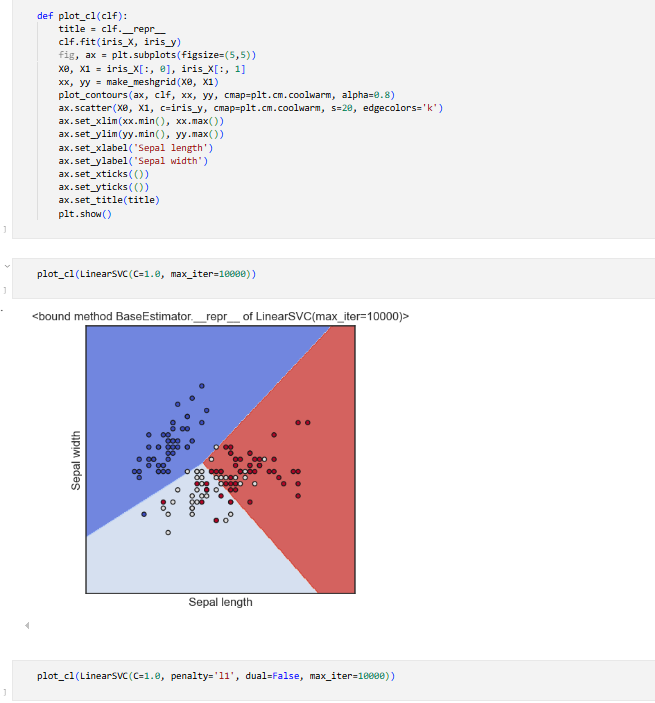 def plot_cl(clf):
    title = clf.__repr__
    clf.fit(iris_X, iris_y)
    fig, ax = plt.subplots(figsize=(5,5))
    X0, X1 = iris_X[:, 0], iris_X[:, 1]
    xx, yy = make_meshgrid(X0, X1)
    plot_contours(ax, clf, xx, yy, cmap=plt.cm.coolwarm, alpha=0.8)
    ax.scatter(X0, X1, c=iris_y, cmap=plt.cm.coolwarm, s=20, edgecolors='k')
    ax.set_xlim(xx.min(), xx.max())
    ax.set_ylim(yy.min(), yy.max())
    ax.set_xlabel('Sepal length')
    ax.set_ylabel('Sepal width')
    ax.set_xticks(())
    ax.set_yticks(())
    ax.set_title(title)
    plt.show()
]
plot_cl(LinearSVC(C=1.0, max_iter=10000))
]
<bound method BaseEstimator.__repr__ of LinearSVC(max_iter=10000)>
Sepal width
Sepal length
plot_cl(LinearSVC(C=1.0, penalty='l1', dual=False, max_iter=10000))
]